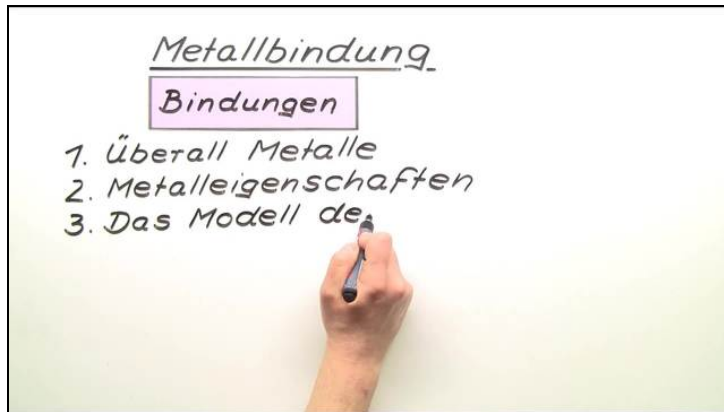 Metallbindung
Bindungen
1. Überall Metalle
2. Metalleigenschaften
3. Das Modell de